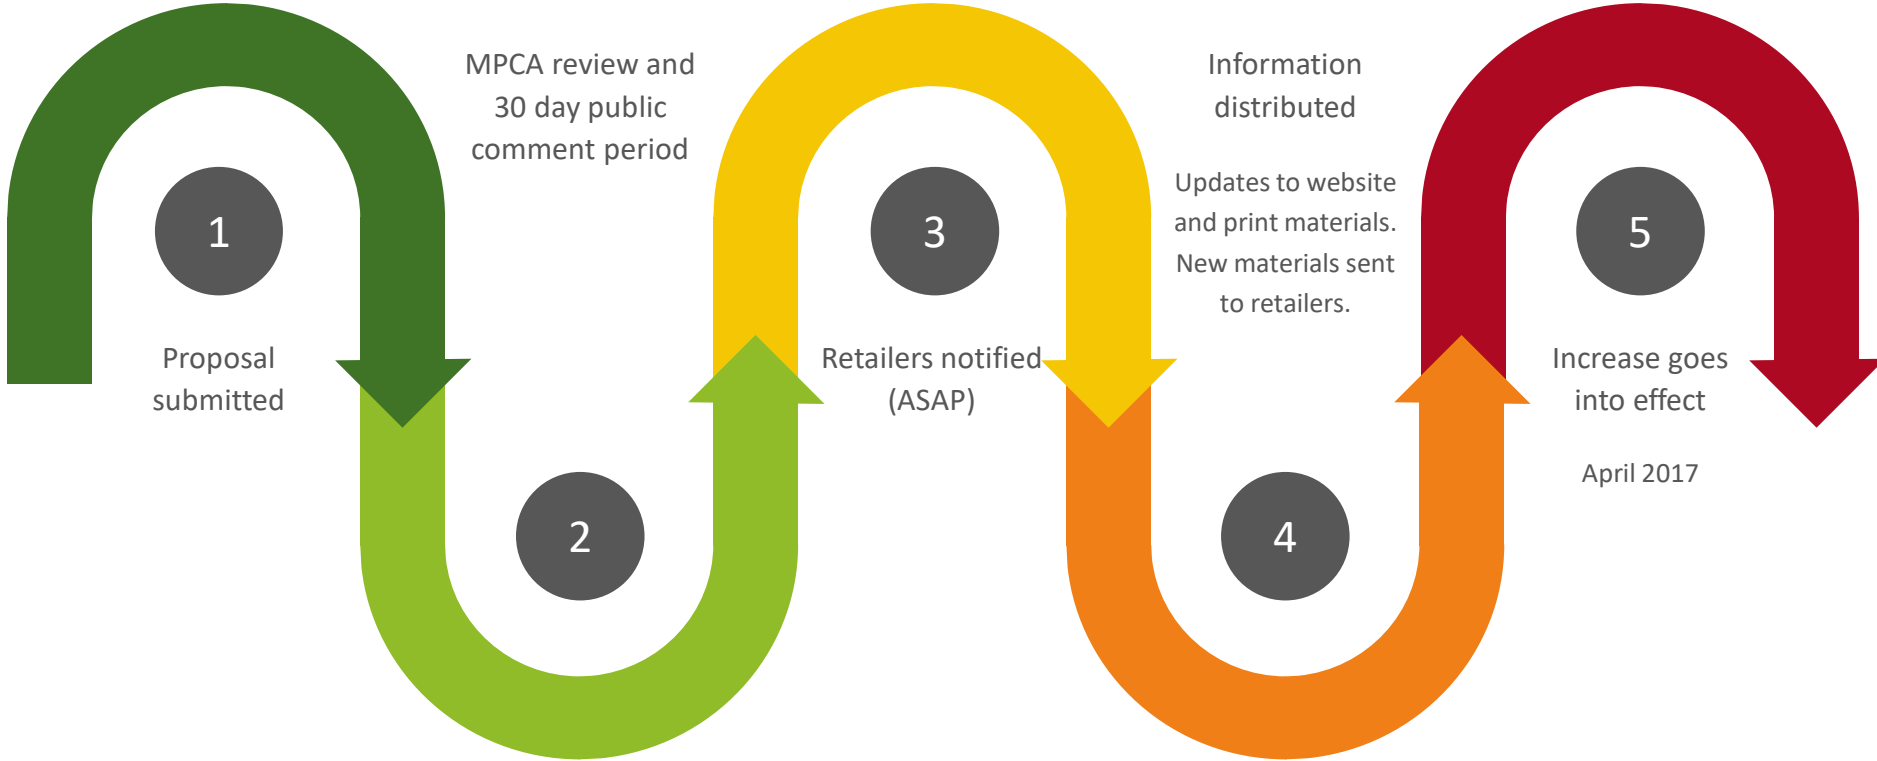 1
Proposal
submitted
MPCA review and
30 day public
comment period
2
3
Retailers notified
(ASAP)
Information
distributed
Updates to website
and print materials.
New materials sent
to retailers.
4
5
Increase goes
into effect
April 2017